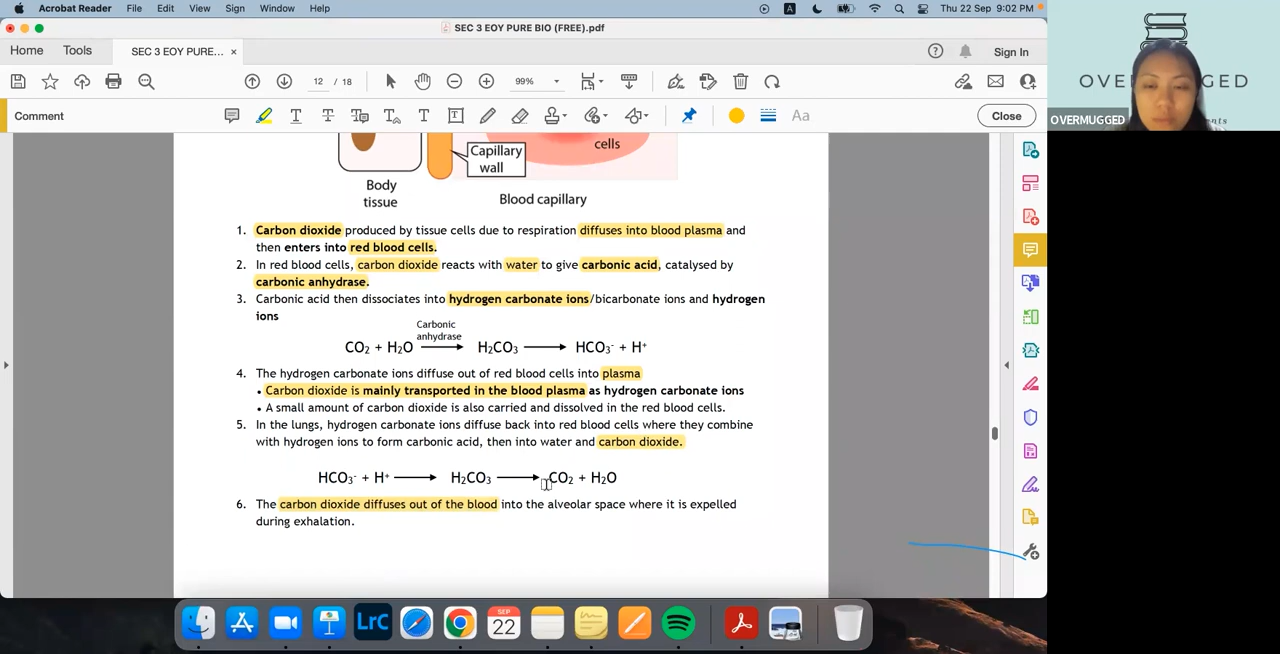 Acrobat Reader File Edit View Sign Window Help
A
Thu 22 Sep 9:02 PM
SEC 3 EOY PURE BIO (FREE).pdf
Home Tools SEC 3 EOY PURE... × Sign In
12 / 18 99%
Comment Aa Close
OVERMUGGED
cells
Capillary
wall
Body
tissue
Blood capillary
1. Carbon dioxide produced by tissue cells due to respiration diffuses into blood plasma and
then enters into red blood cells.
2. In red blood cells, carbon dioxide reacts with water to give carbonic acid, catalysed by
carbonic anhydrase.
3. Carbonic acid then dissociates into hydrogen carbonate ions/bicarbonate ions and hydrogen
ions
Carbonic
anhydrase
CO₂ + H₂O ⟶ H₂CO₃ ⟶ HCO₃⁻ + H⁺
4. The hydrogen carbonate ions diffuse out of red blood cells into plasma
• Carbon dioxide is mainly transported in the blood plasma as hydrogen carbonate ions
• A small amount of carbon dioxide is also carried and dissolved in the red blood cells.
5. In the lungs, hydrogen carbonate ions diffuse back into red blood cells where they combine
with hydrogen ions to form carbonic acid, then into water and carbon dioxide.
HCO₃⁻ + H⁺ ⟶ H₂CO₃ ⟶ CO₂ + H₂O
6. The carbon dioxide diffuses out of the blood into the alveolar space where it is expelled
during exhalation.
LrC
SEP
22